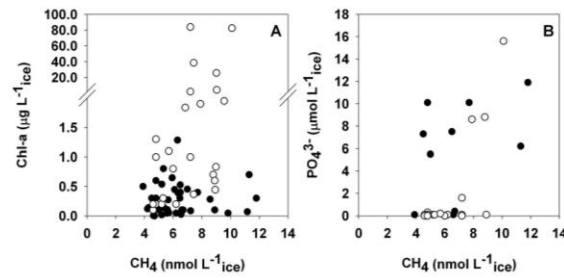 A
Chl-a (µg L⁻¹ice)
100.0
80.0
60.0
40.0
20.0
1.5
1.0
0.5
0.0
0 2 4 6 8 10 12 14
CH₄ (nmol L⁻¹ice)
B
PO₄³⁻ (µmol L⁻¹ice)
18
16
14
12
10
8
6
4
2
0
0 2 4 6 8 10 12 14
CH₄ (nmol L⁻¹ice)